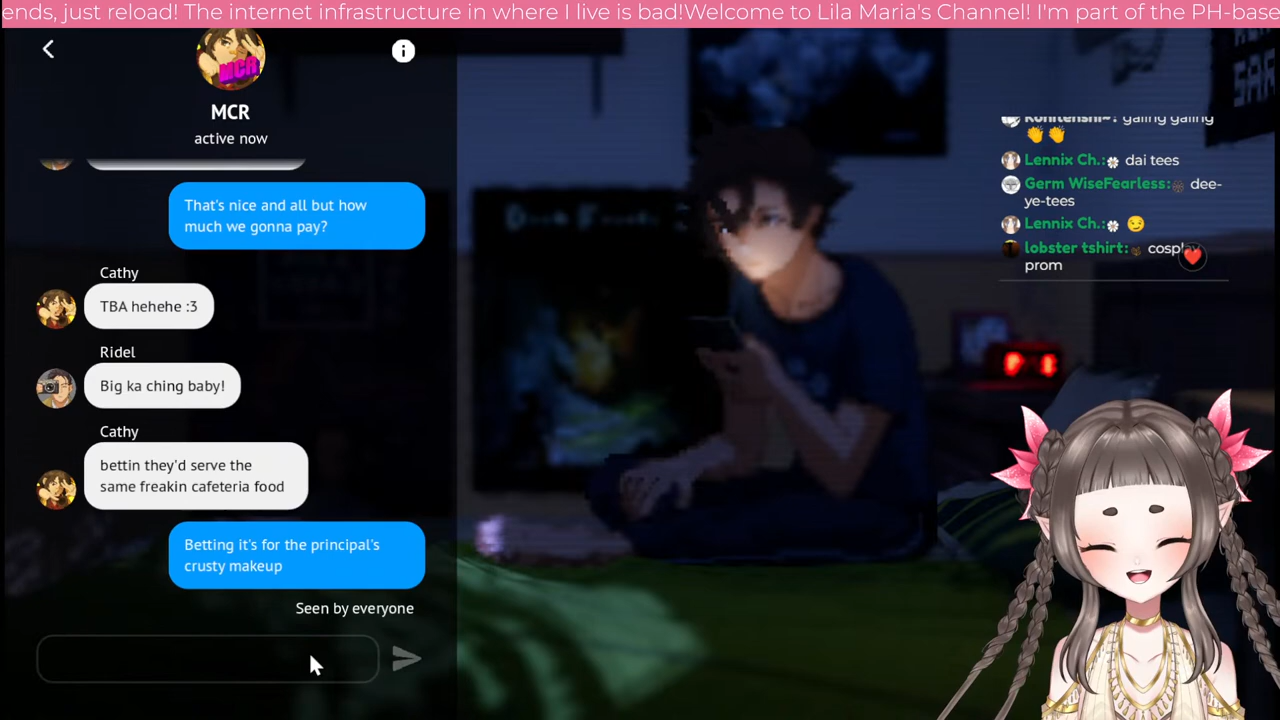 ends, just reload! The internet infrastructure in where I live is bad!Welcome to Lila Maria's Channel! I'm part of the PH-base
MCR
MCR
active now
That's nice and all but how
much we gonna pay?
Cathy
TBA hehehe :3
Ridel
Big ka ching baby!
Cathy
bettin they'd serve the
same freakin cafeteria food
Betting it's for the principal's
crusty makeup
Seen by everyone
galing galing
👏 👏
Lennix Ch.: dai tees
Germ WiseFearless: dee-
ye-tees
Lennix Ch.: 😏
lobster tshirt:
prom